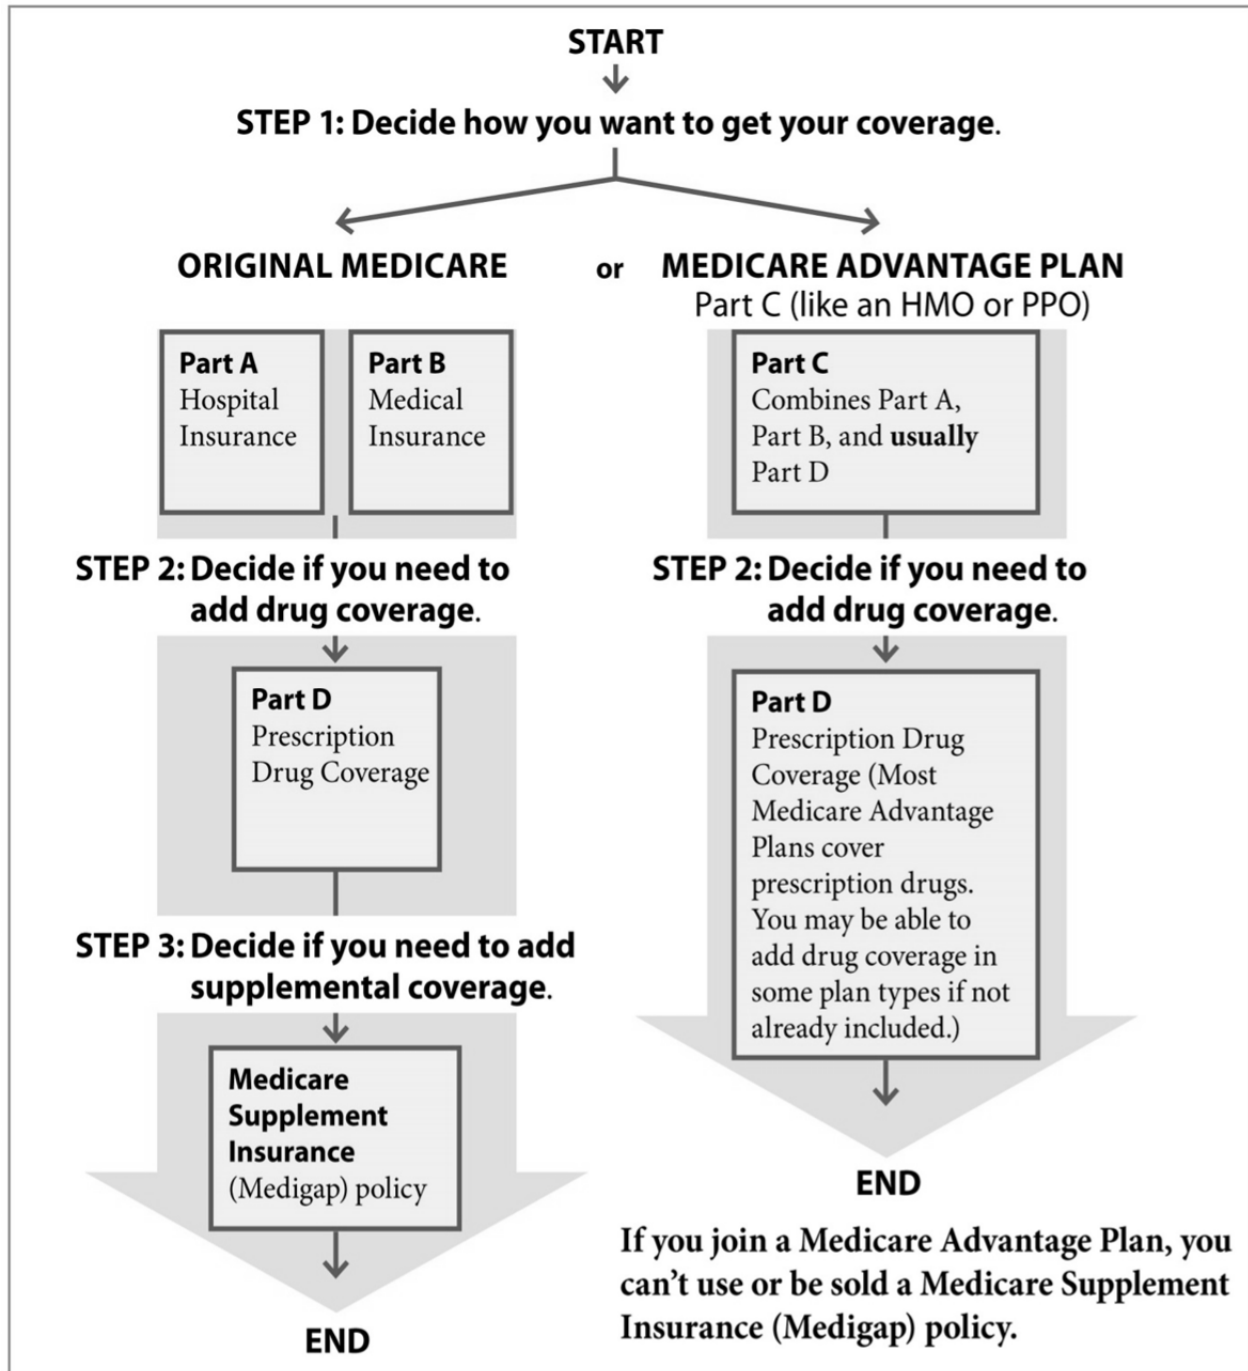 START
STEP 1: Decide how you want to get your coverage.
ORIGINAL MEDICARE
or
MEDICARE ADVANTAGE PLAN
Part C (like an HMO or PPO)
Part A
Hospital
Insurance
Part B
Medical
Insurance
STEP 2: Decide if you need to
add drug coverage.
Part D
Prescription
Drug Coverage
STEP 3: Decide if you need to add
supplemental coverage.
Medicare
Supplement
Insurance
(Medigap) policy
END
Part C
Combines Part A,
Part B, and usually
Part D
STEP 2: Decide if you need to
add drug coverage.
Part D
Prescription Drug
Coverage (Most
Medicare Advantage
Plans cover
prescription drugs.
You may be able to
add drug coverage in
some plan types if not
already included.)
END
If you join a Medicare Advantage Plan, you
can’t use or be sold a Medicare Supplement
Insurance (Medigap) policy.